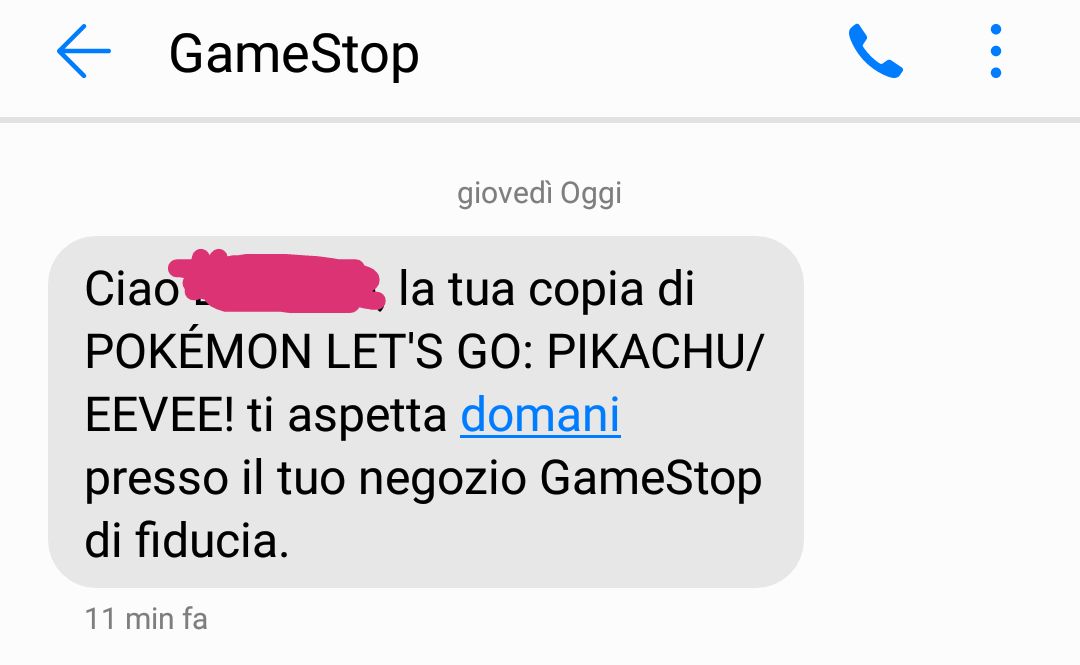 GameStop
giovedì Oggi
Ciao , la tua copia di
POKÉMON LET'S GO: PIKACHU/
EEVEE! ti aspetta domani
presso il tuo negozio GameStop
di fiducia.
11 min fa